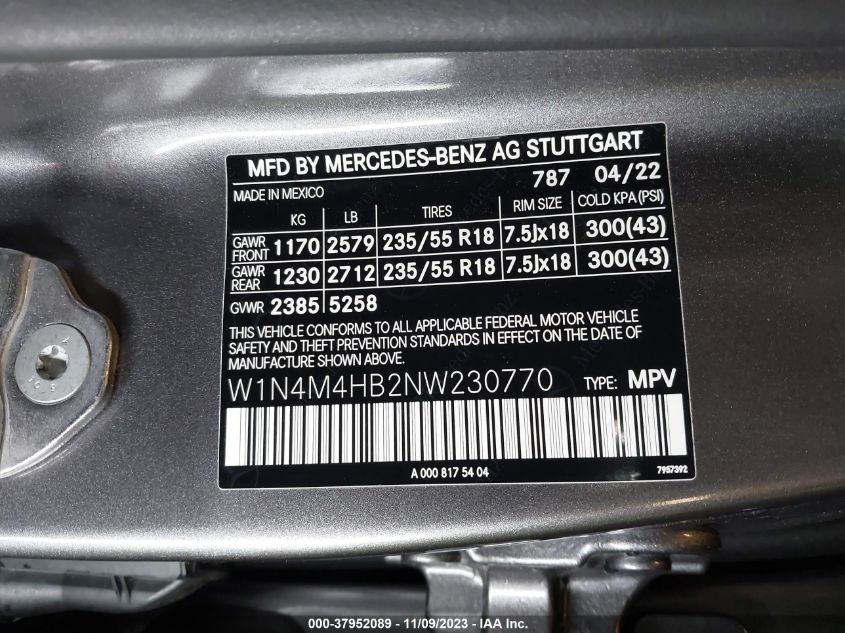 MFD BY MERCEDES-BENZ AG STUTTGART
MADE IN MEXICO 787 04/22
KG LB TIRES RIM SIZE COLD KPA (PSI)
GAWR FRONT 1170 2579 235/55 R18 7.5Jx18 300(43)
GAWR REAR 1230 2712 235/55 R18 7.5Jx18 300(43)
GVWR 2385 5258
THIS VEHICLE CONFORMS TO ALL APPLICABLE FEDERAL MOTOR VEHICLE
SAFETY AND THEFT PREVENTION STANDARDS IN EFFECT ON THE DATE OF
MANUFACTURE SHOWN ABOVE.
W1N4M4HB2NW230770 TYPE: MPV
A 000 817 54 04
7957392
000-37952089 - 11/09/2023 - IAA Inc.